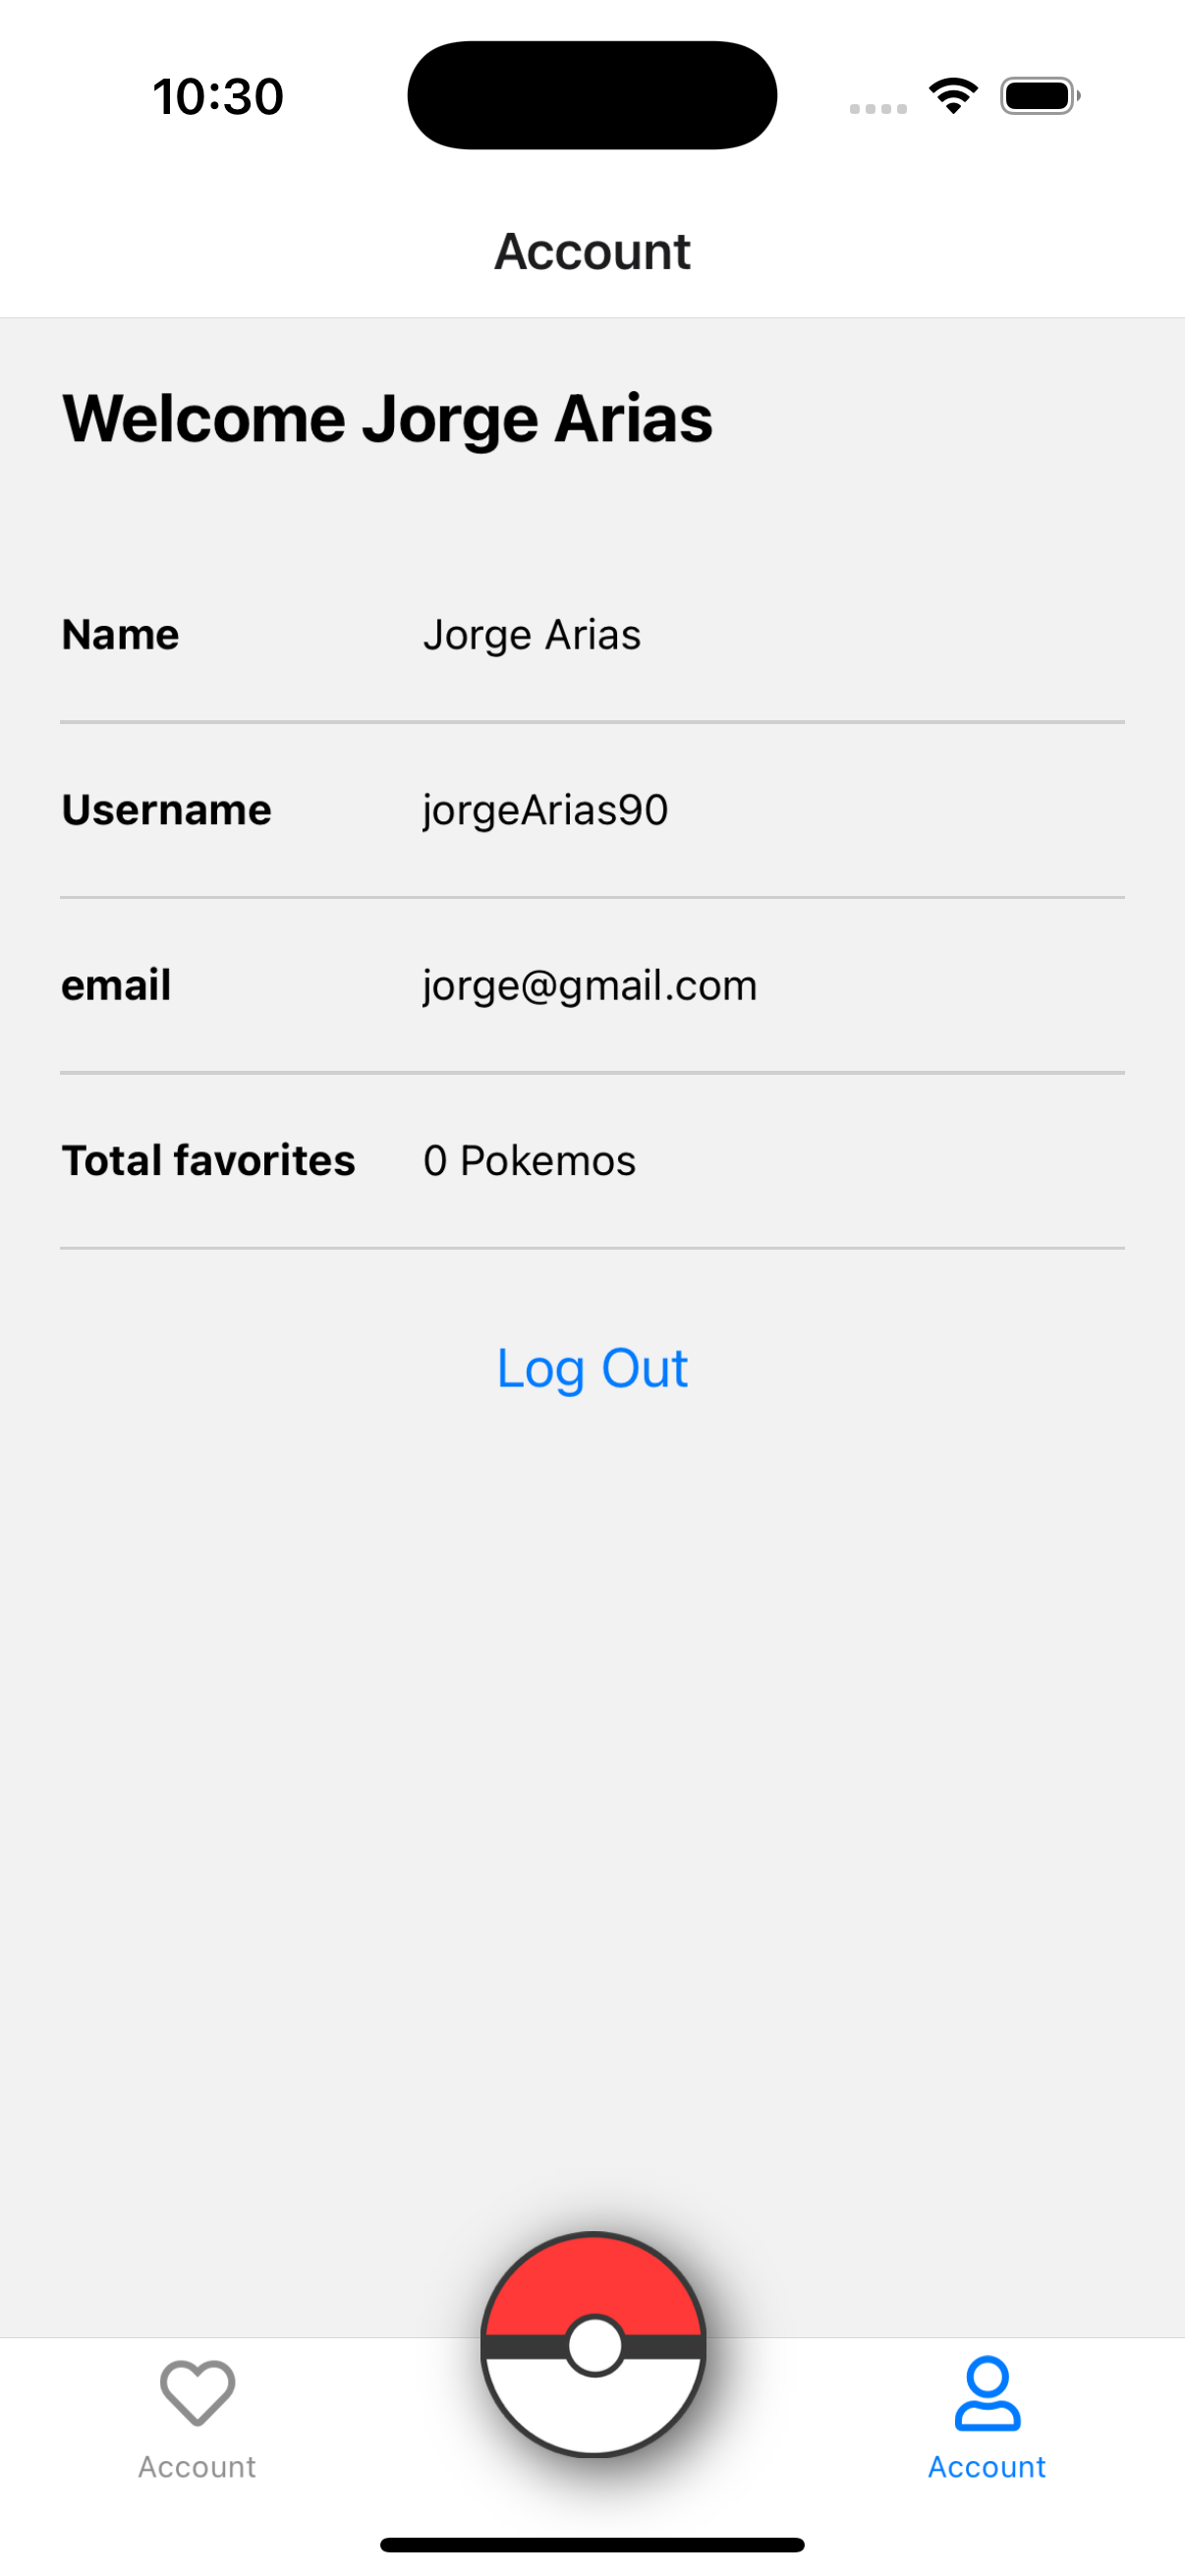 10:30
Account
Welcome Jorge Arias
Name Jorge Arias
Username jorgeArias90
email jorge@gmail.com
Total favorites 0 Pokemos
Log Out
Account Account